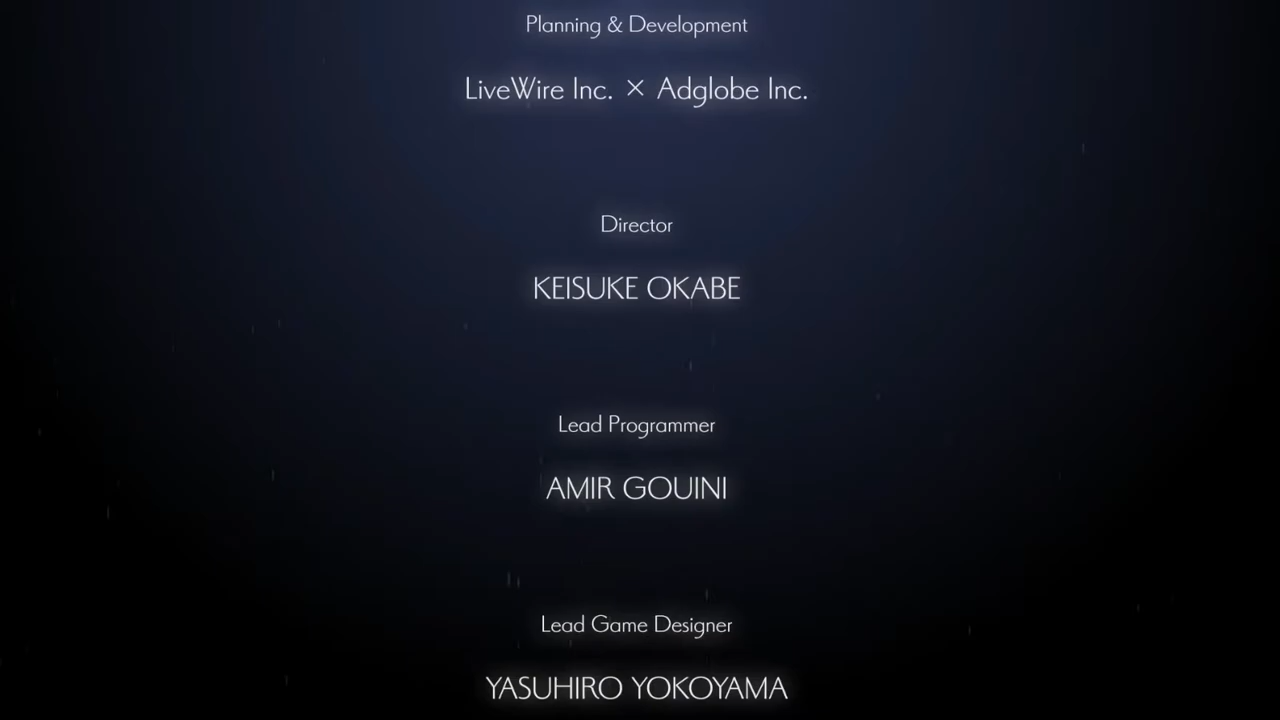 Planning & Development
LiveWire Inc. × Adglobe Inc.
Director
KEISUKE OKABE
Lead Programmer
AMIR GOUINI
Lead Game Designer
YASUHIRO YOKOYAMA